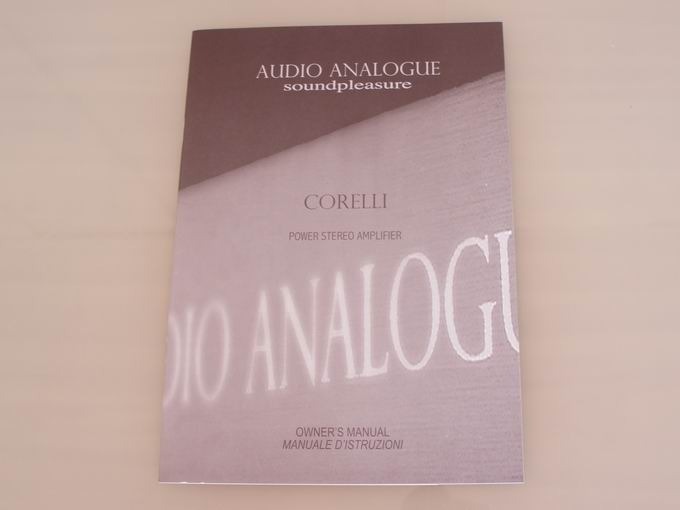 AUDIO ANALOGUE
soundpleasure
CORELLI
POWER STEREO AMPLIFIER
DIO ANALOGU
OWNER'S MANUAL
MANUALE D'ISTRUZIONI